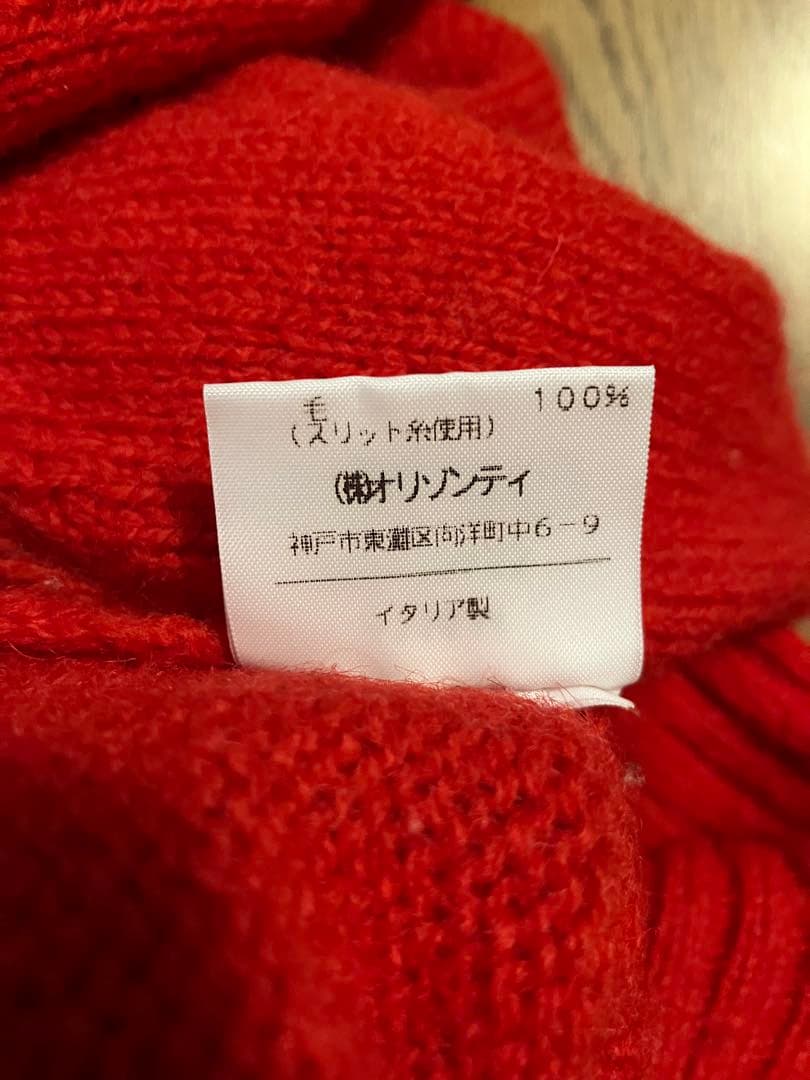 毛 100%
(スリット糸使用)
(株)オリゾンティ
神戸市東灘区向洋町中6-9
イタリア製